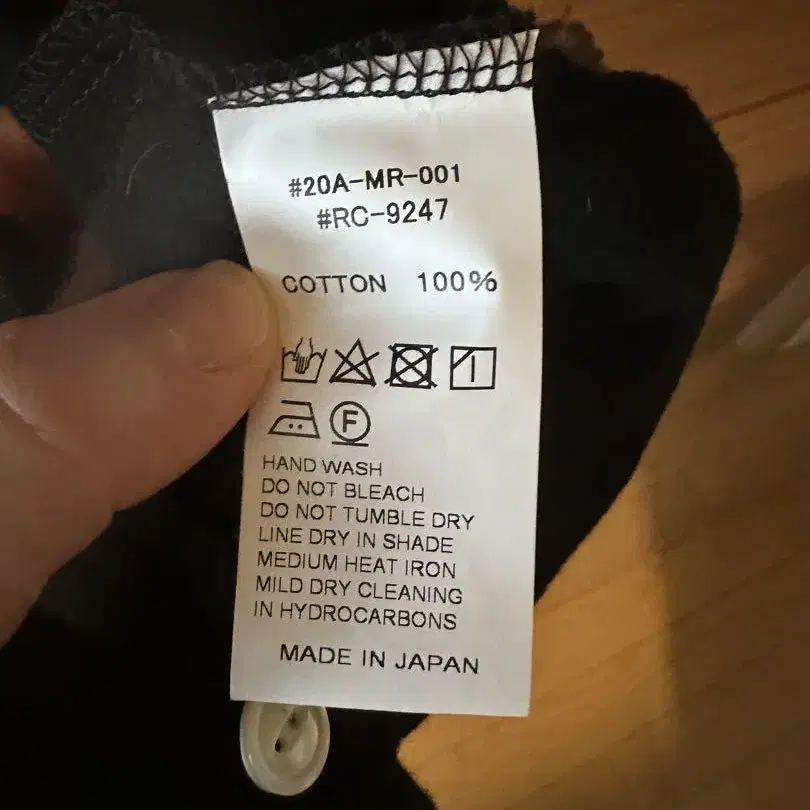 #20A-MR-001
#RC-9247
COTTON 100%
F
HAND WASH
DO NOT BLEACH
DO NOT TUMBLE DRY
LINE DRY IN SHADE
MEDIUM HEAT IRON
MILD DRY CLEANING
IN HYDROCARBONS
MADE IN JAPAN